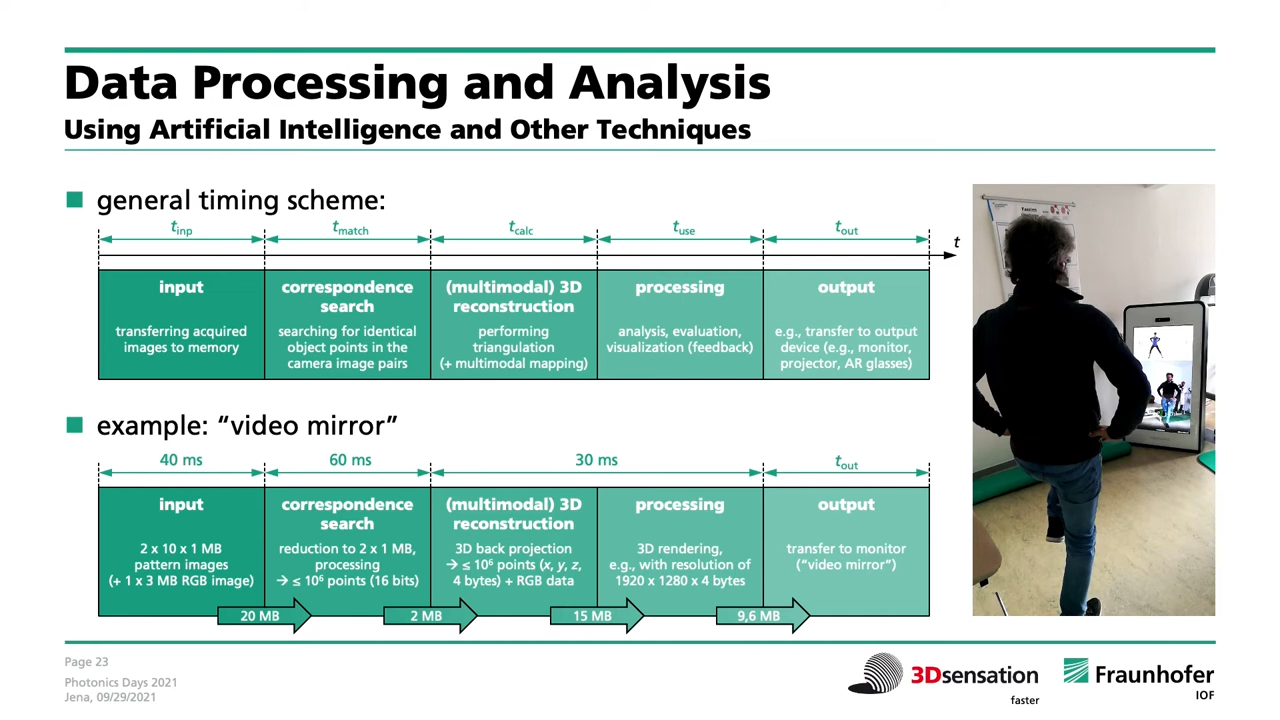 Data Processing and Analysis
Using Artificial Intelligence and Other Techniques
general timing scheme:
tinp
tmatch
tcalc
tuse
tout
t
input
transferring acquired
images to memory
correspondence
search
searching for identical
object points in the
camera image pairs
(multimodal) 3D
reconstruction
performing
triangulation
(+ multimodal mapping)
processing
analysis, evaluation,
visualization (feedback)
output
e.g., transfer to output
device (e.g., monitor,
projector, AR glasses)
example: “video mirror”
40 ms
60 ms
30 ms
tout
input
2 x 10 x 1 MB
pattern images
(+ 1 x 3 MB RGB image)
correspondence
search
reduction to 2 x 1 MB,
processing
→ ≤ 10⁶ points (16 bits)
(multimodal) 3D
reconstruction
3D back projection
→ ≤ 10⁶ points (x, y, z,
4 bytes) + RGB data
processing
3D rendering,
e.g., with resolution of
1920 x 1280 x 4 bytes
output
transfer to monitor
(“video mirror”)
20 MB
2 MB
15 MB
9,6 MB
Page 23
Photonics Days 2021
Jena, 09/29/2021
3Dsensation
faster
Fraunhofer
IOF